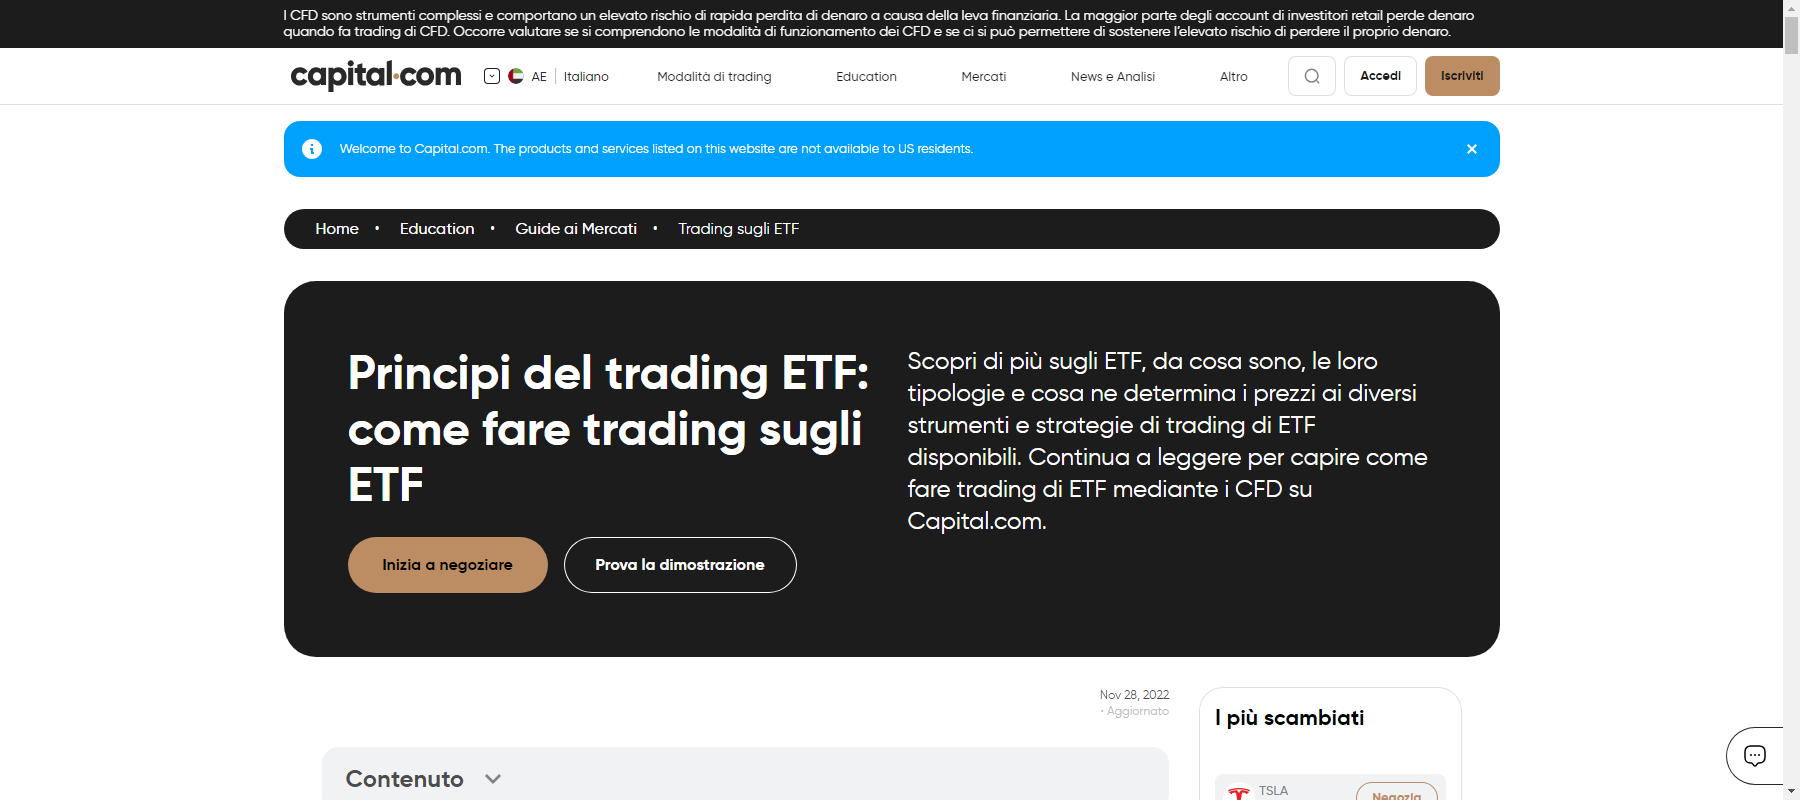 I CFD sono strumenti complessi e comportano un elevato rischio di rapida perdita di denaro a causa della leva finanziaria. La maggior parte degli account di investitori retail perde denaro
quando fa trading di CFD. Occorre valutare se si comprendono le modalità di funzionamento dei CFD e se ci si può permettere di sostenere l'elevato rischio di perdere il proprio denaro.
capital.com AE Italiano Modalità di trading Education Mercati News e Analisi Altro Accedi Iscriviti
Welcome to Capital.com. The products and services listed on this website are not available to US residents.
Home • Education • Guide ai Mercati • Trading sugli ETF
Principi del trading ETF:
come fare trading sugli
ETF
Scopri di più sugli ETF, da cosa sono, le loro
tipologie e cosa ne determina i prezzi ai diversi
strumenti e strategie di trading di ETF
disponibili. Continua a leggere per capire come
fare trading di ETF mediante i CFD su
Capital.com.
Inizia a negoziare Prova la dimostrazione
Nov 28, 2022
• Aggiornato
I più scambiati
Contenuto
TSLA
Negozia